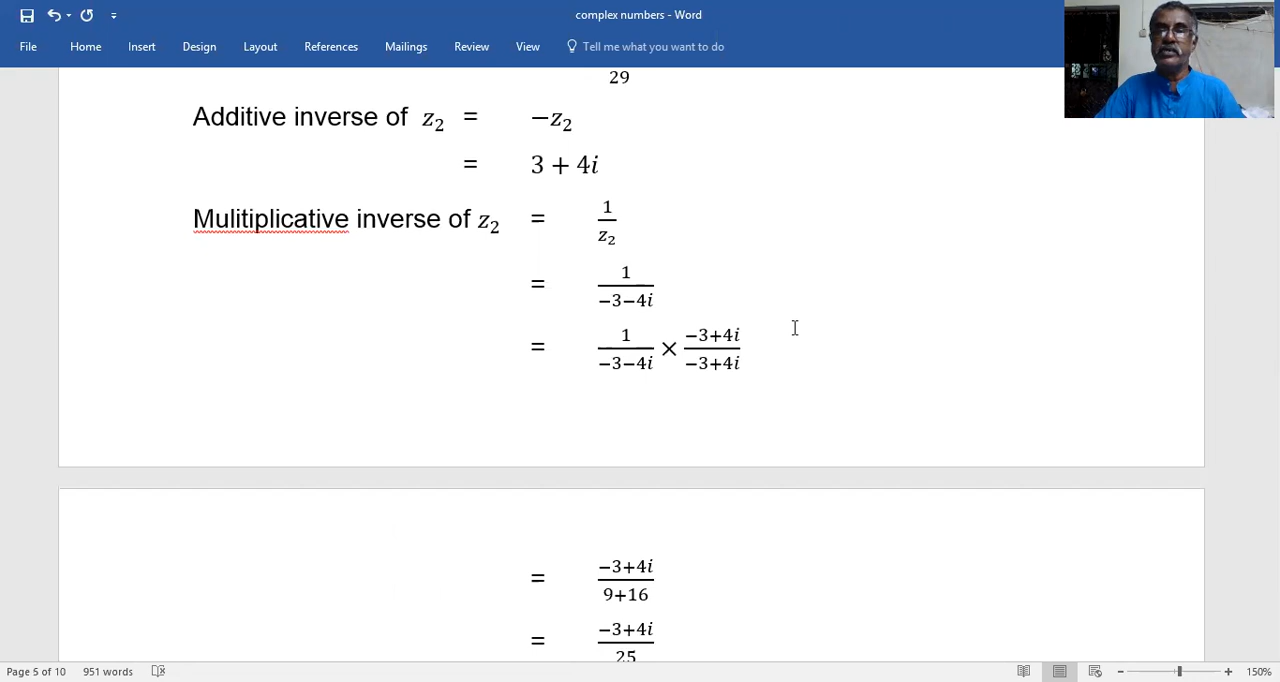 complex numbers - Word
File Home Insert Design Layout References Mailings Review View Tell me what you want to do
29
Additive inverse of z₂ = −z₂
= 3 + 4i
Mulitiplicative inverse of z₂ = 1/z₂
= 1/(−3−4i)
= 1/(−3−4i) × (−3+4i)/(−3+4i)
= (−3+4i)/(9+16)
= (−3+4i)/25
Page 5 of 10 951 words 150%